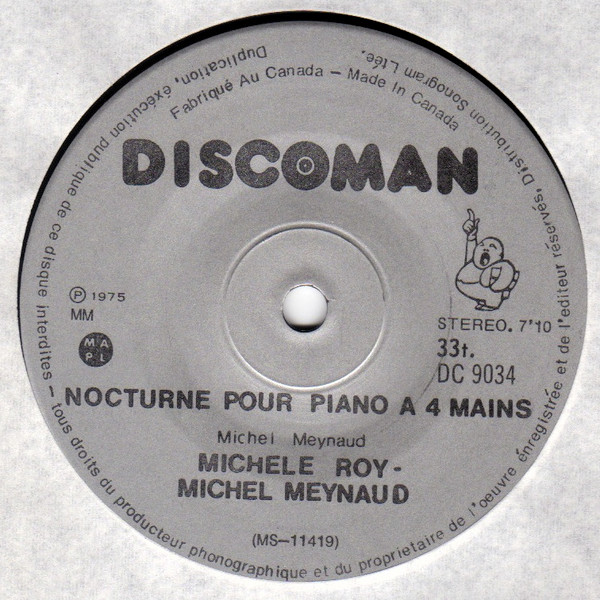 Duplication, éxécution publique de ce disque interdites — tous droits du producteur phonographique et du proprietaire de l'oeuvre énregistrée et de l'editeur réservés, Distribution Sonogram Ltée.
Fabriqué Au Canada — Made In Canada
DISCOMAN
℗ 1975
MM
MAPL
STEREO. 7'10
33t.
DC 9034
NOCTURNE POUR PIANO A 4 MAINS
Michel Meynaud
MICHELE ROY-
MICHEL MEYNAUD
(MS-11419)